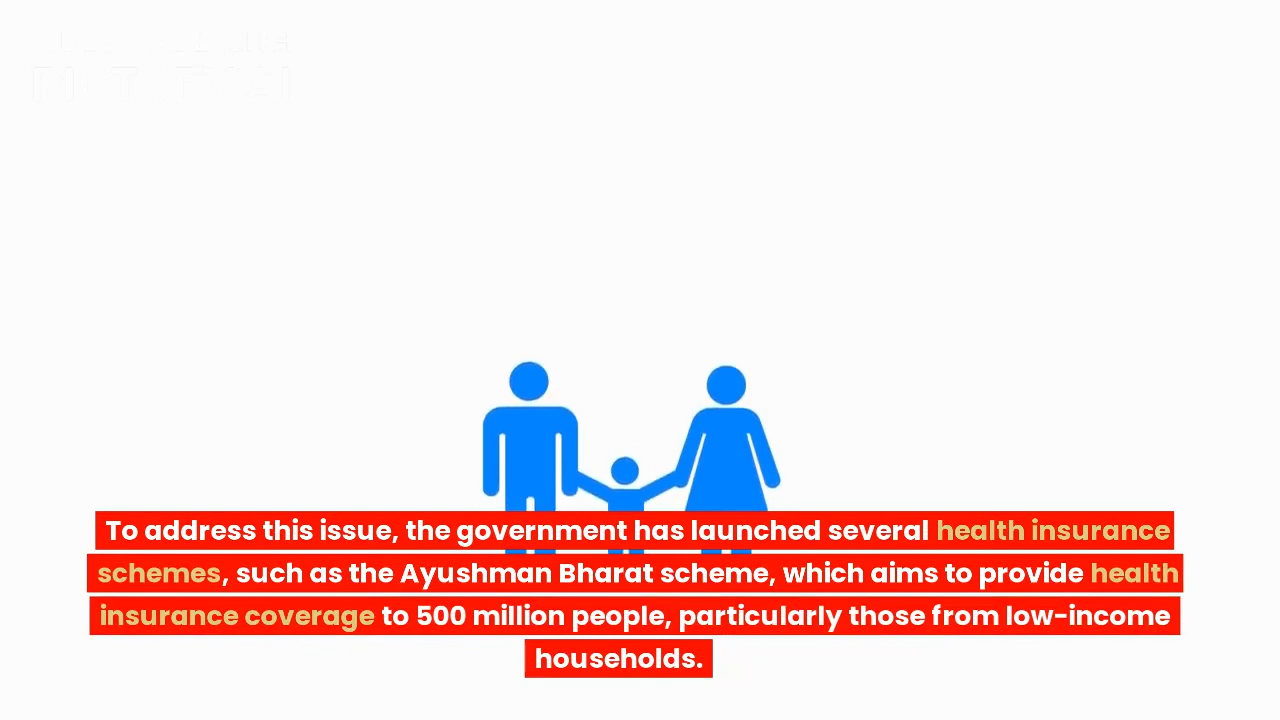 To address this issue, the government has launched several health insurance
schemes, such as the Ayushman Bharat scheme, which aims to provide health
insurance coverage to 500 million people, particularly those from low-income
households.